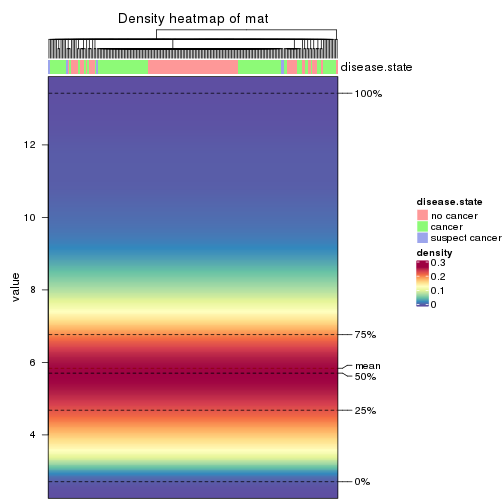 Density heatmap of mat
disease.state
100%
12
10
8
75%
6
mean
50%
25%
4
0%
value
disease.state
no cancer
cancer
suspect cancer
density
0.3
0.2
0.1
0